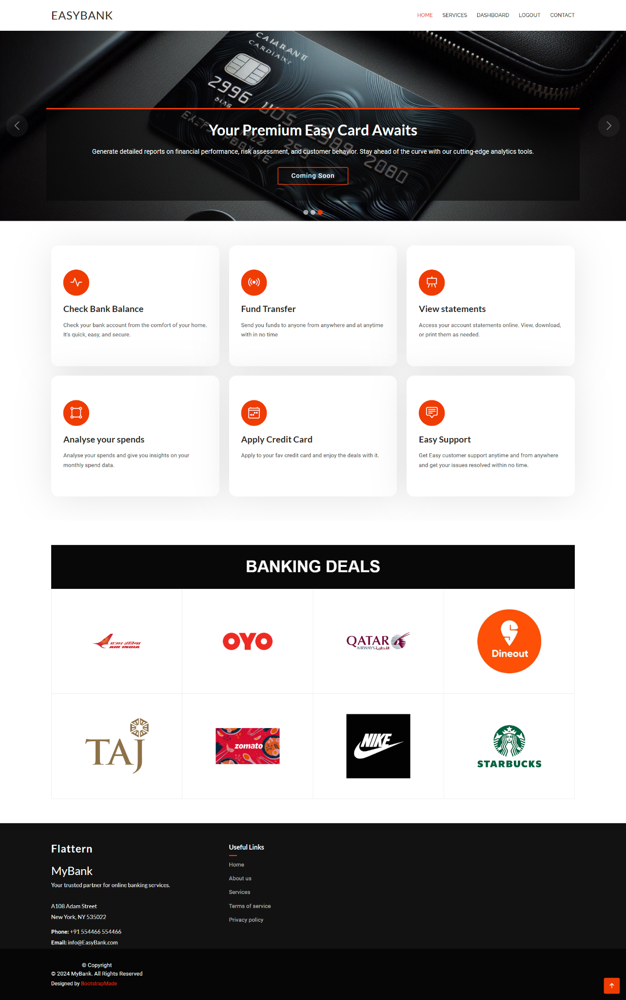 EASYBANK
HOME SERVICES DASHBOARD LOGOUT CONTACT
2996
Your Premium Easy Card Awaits
Generate detailed reports on financial performance, risk assessment, and customer behavior. Stay ahead of the curve with our cutting-edge analytics tools.
2080
Coming Soon
Check Bank Balance
Check your bank account from the comfort of your home.
It's quick, easy, and secure.
Fund Transfer
Send you funds to anyone from anywhere and at anytime
with in no time
View statements
Access your account statements online. View, download,
or print them as needed.
Analyse your spends
Analyse your spends and give you insights on your
monthly spend data.
Apply Credit Card
Apply to your fav credit card and enjoy the deals with it.
Easy Support
Get Easy customer support anytime and from anywhere
and get your issues resolved within no time.
BANKING DEALS
एअर इंडिया
AIR INDIA
OYO
QATAR
AIRWAYS القطرية
Dineout
TAJ
zomato
NIKE
STARBUCKS
Flattern
MyBank
Your trusted partner for online banking services.
A108 Adam Street
New York, NY 535022
Phone: +91 554466 554466
Email: info@EasyBank.com
Useful Links
Home
About us
Services
Terms of service
Privacy policy
© Copyright
© 2024 MyBank. All Rights Reserved
Designed by BootstrapMade